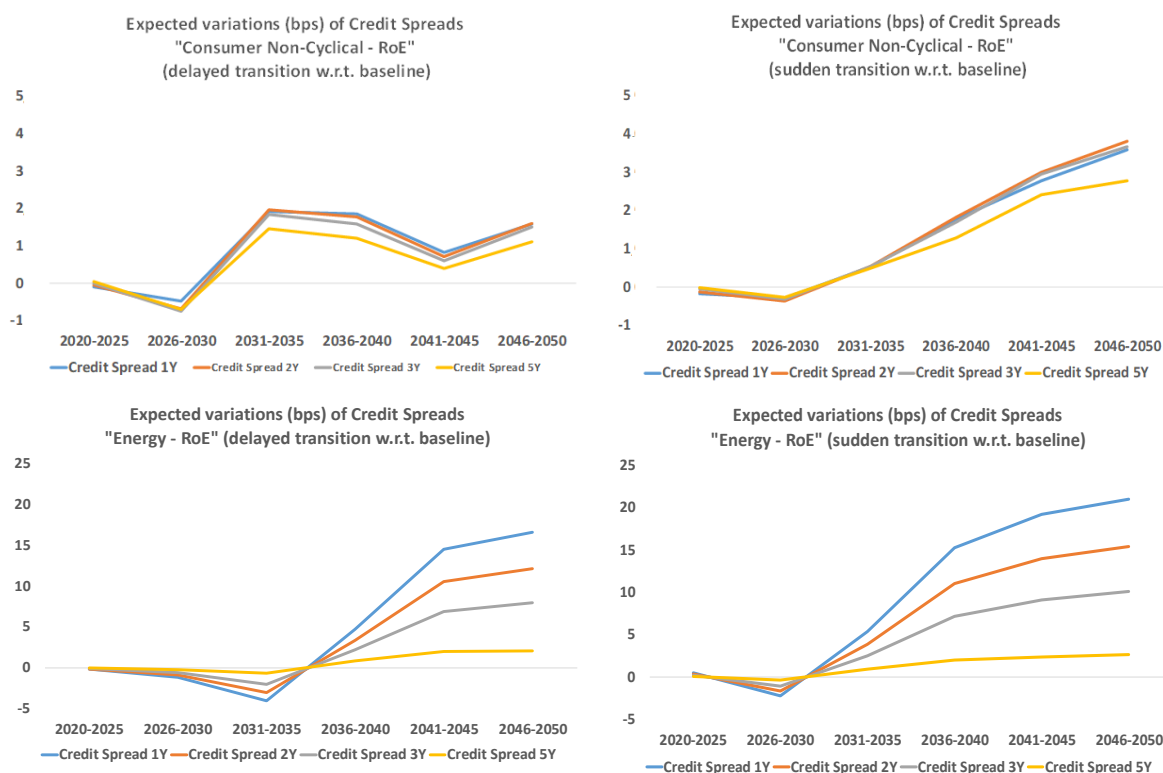 Expected variations (bps) of Credit Spreads
"Consumer Non-Cyclical - RoE"
(delayed transition w.r.t. baseline)
5
4
3
2
1
0
-1
2020-2025 2026-2030 2031-2035 2036-2040 2041-2045 2046-2050
Credit Spread 1Y Credit Spread 2Y Credit Spread 3Y Credit Spread 5Y
Expected variations (bps) of Credit Spreads
"Consumer Non-Cyclical - RoE"
(sudden transition w.r.t. baseline)
5
4
3
2
1
0
-1
2020-2025 2026-2030 2031-2035 2036-2040 2041-2045 2046-2050
Credit Spread 1Y Credit Spread 2Y Credit Spread 3Y Credit Spread 5Y
Expected variations (bps) of Credit Spreads
"Energy - RoE" (delayed transition w.r.t. baseline)
25
20
15
10
5
0
-5
2020-2025 2026-2030 2031-2035 2036-2040 2041-2045 2046-2050
Credit Spread 1Y Credit Spread 2Y Credit Spread 3Y Credit Spread 5Y
Expected variations (bps) of Credit Spreads
"Energy - RoE" (sudden transition w.r.t. baseline)
25
20
15
10
5
0
-5
2020-2025 2026-2030 2031-2035 2036-2040 2041-2045 2046-2050
Credit Spread 1Y Credit Spread 2Y Credit Spread 3Y Credit Spread 5Y